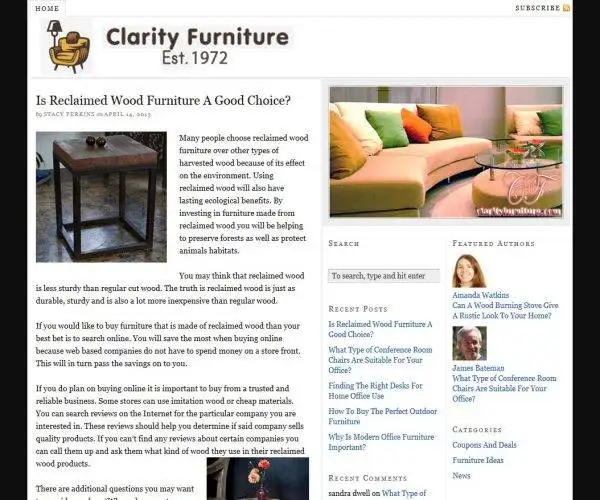 HOME
SUBSCRIBE
Clarity Furniture
Est. 1972
Is Reclaimed Wood Furniture A Good Choice?
by STACY PERKINS on APRIL 14, 2013
Many people choose reclaimed wood
furniture over other types of
harvested wood because of its effect
on the environment. Using
reclaimed wood will also have
lasting ecological benefits. By
investing in furniture made from
reclaimed wood you will be helping
to preserve forests as well as protect
animals habitats.
You may think that reclaimed wood
is less sturdy than regular cut wood. The truth is reclaimed wood is just as
durable, sturdy and is also a lot more inexpensive than regular wood.
If you would like to buy furniture that is made of reclaimed wood than your
best bet is to search online. You will save the most when buying online
because web based companies do not have to spend money on a store front.
This will in turn pass the savings on to you.
If you do plan on buying online it is important to buy from a trusted and
reliable business. Some stores can use imitation wood or cheap materials.
You can search reviews on the Internet for the particular company you are
interested in. These reviews should help you determine if said company sells
quality products. If you can't find any reviews about certain companies you
can call them up and ask them what kind of wood they use in their reclaimed
wood products.
There are additional questions you may want
clarityfurniture.com
SEARCH
To search, type and hit enter
RECENT POSTS
Is Reclaimed Wood Furniture A
Good Choice?
What Type of Conference Room
Chairs Are Suitable For Your
Office?
Finding The Right Desks For
Home Office Use
How To Buy The Perfect Outdoor
Furniture
Why Is Modern Office Furniture
Important?
RECENT COMMENTS
sandra dwell on What Type of
FEATURED AUTHORS
Amanda Watkins
Can A Wood Burning Stove Give
A Rustic Look To Your Home?
James Bateman
What Type of Conference Room
Chairs Are Suitable For Your
Office?
CATEGORIES
Coupons And Deals
Furniture Ideas
News